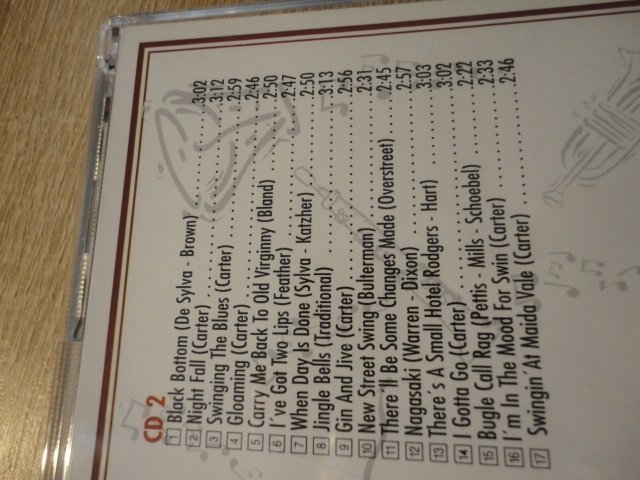 CD 2
1 Black Bottom (De Sylva - Brown) 3:02
2 Night Fall (Carter) 3:12
3 Swinging The Blues (Carter) 2:59
4 Gloaming (Carter) 2:46
5 Carry Me Back To Old Virginny (Bland) 2:50
6 I´ve Got Two Lips (Feather) 2:47
7 When Day Is Done (Sylva - Katzher) 2:50
8 Jingle Bells (Traditional) 3:13
9 Gin And Jive (Carter) 2:56
10 New Street Swing (Bulterman) 2:31
11 There´ll Be Some Changes Made (Overstreet) 2:45
12 Nagasaki (Warren - Dixon) 2:57
13 There´s A Small Hotel Rodgers - Hart) 3:03
14 I Gotta Go (Carter) 3:02
15 Bugle Call Rag (Pettis - Mills - Schoebel) 2:22
16 I´m In The Mood For Swin (Carter) 2:33
17 Swingin´At Maida Vale (Carter) 2:46